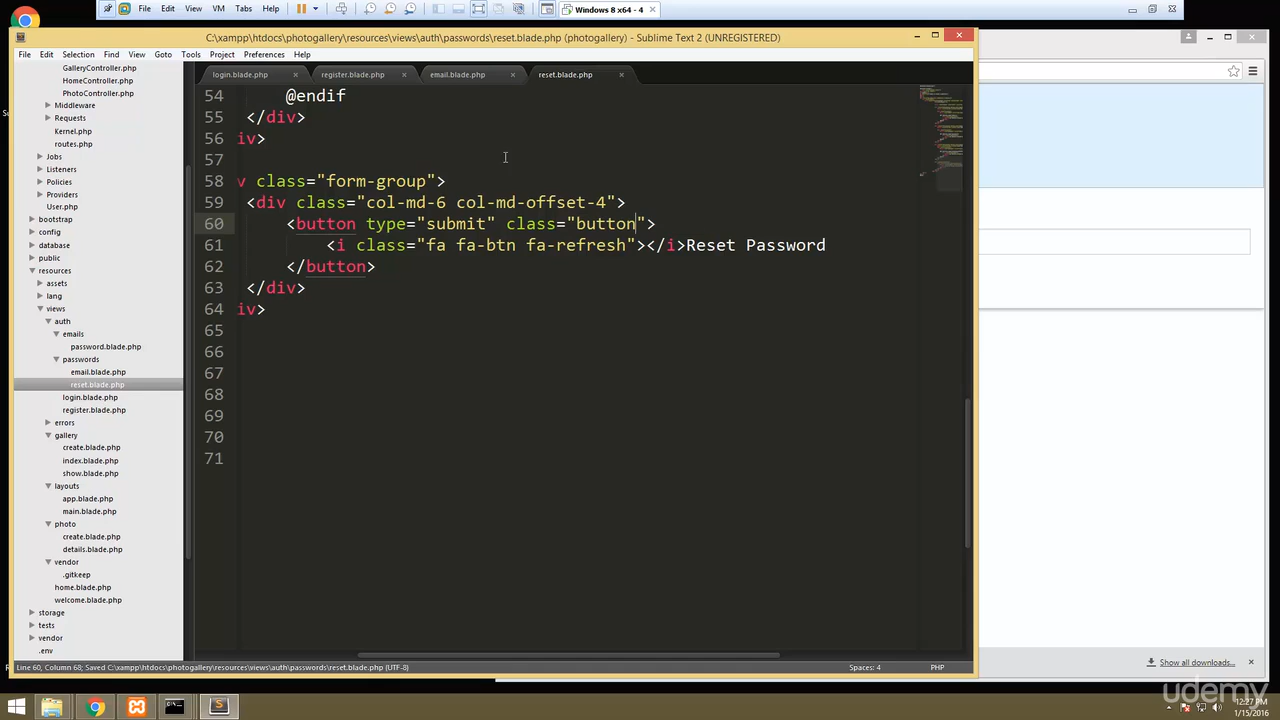 File Edit View VM Tabs Help
Windows 8 x64 - 4
C:\xampp\htdocs\photogallery\resources\views\auth\passwords\reset.blade.php (photogallery) - Sublime Text 2 (UNREGISTERED)
File Edit Selection Find View Goto Tools Project Preferences Help
login.blade.php
register.blade.php
email.blade.php
reset.blade.php
GalleryController.php
HomeController.php
PhotoController.php
Middleware
Requests
Kernel.php
routes.php
Jobs
Listeners
Policies
Providers
User.php
bootstrap
config
database
public
resources
assets
lang
views
auth
emails
password.blade.php
passwords
email.blade.php
reset.blade.php
login.blade.php
register.blade.php
errors
gallery
create.blade.php
index.blade.php
show.blade.php
layouts
app.blade.php
main.blade.php
photo
create.blade.php
details.blade.php
vendor
.gitkeep
home.blade.php
welcome.blade.php
storage
tests
vendor
.env
54 @endif
55 </div>
56 iv>
57
58 v class="form-group">
59 <div class="col-md-6 col-md-offset-4">
60 <button type="submit" class="button">
61 <i class="fa fa-btn fa-refresh"></i>Reset Password
62 </button>
63 </div>
64 iv>
65
66
67
68
69
70
71
Line 60, Column 68; Saved C:\xampp\htdocs\photogallery\resources\views\auth\passwords\reset.blade.php (UTF-8)
Spaces: 4
PHP
Show all downloads...
udemy
12:27 PM
1/15/2016